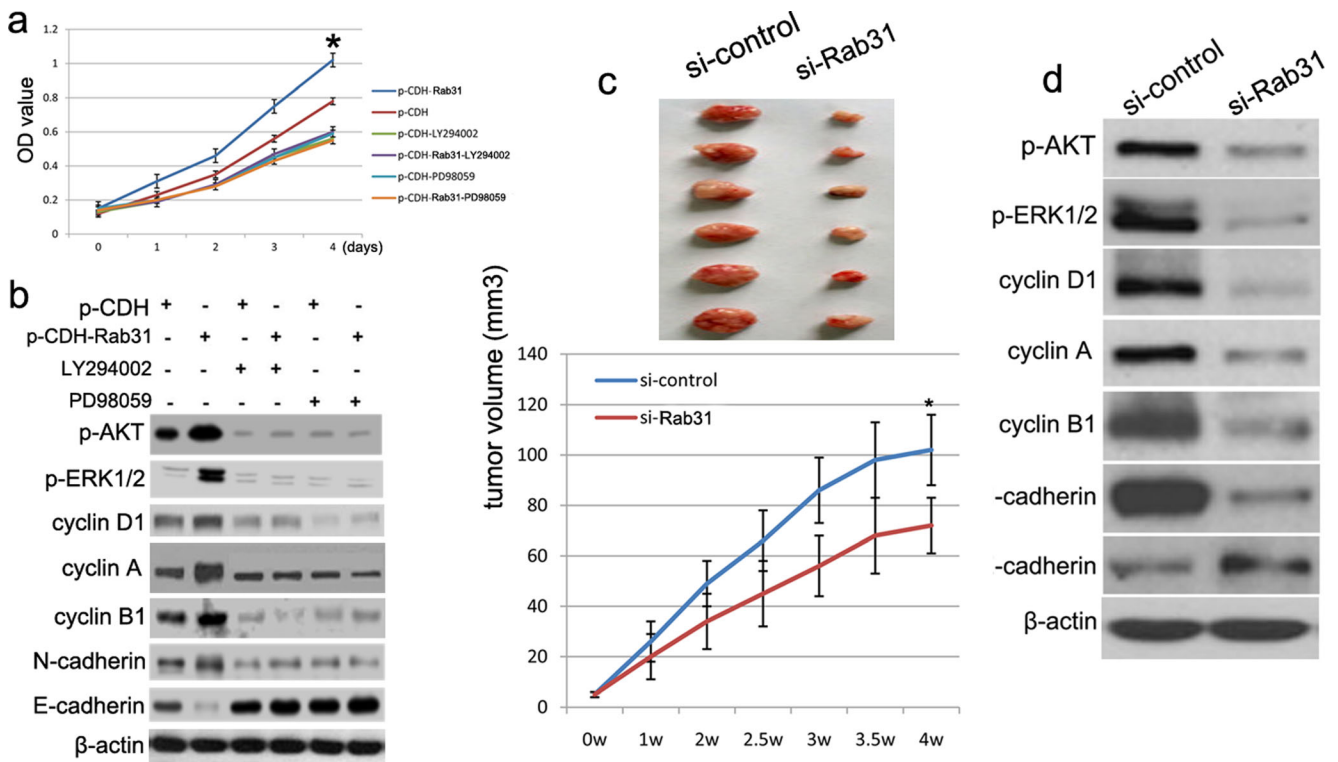 a
1.2
1
0.8
0.6
0.4
0.2
0
OD value
*
0 1 2 3 4 (days)
p-CDH-Rab31
p-CDH
p-CDH-LY294002
p-CDH-Rab31-LY294002
p-CDH-PD98059
p-CDH-Rab31-PD98059
b
p-CDH + - + - + -
p-CDH-Rab31 - + - + - +
LY294002 - - + + - -
PD98059 - - - - + +
p-AKT
p-ERK1/2
cyclin D1
cyclin A
cyclin B1
N-cadherin
E-cadherin
β-actin
c
si-control si-Rab31
tumor volume (mm3)
140
120
100
80
60
40
20
0
si-control
si-Rab31
*
0w 1w 2w 2.5w 3w 3.5w 4w
d
si-control si-Rab31
p-AKT
p-ERK1/2
cyclin D1
cyclin A
cyclin B1
-cadherin
-cadherin
β-actin